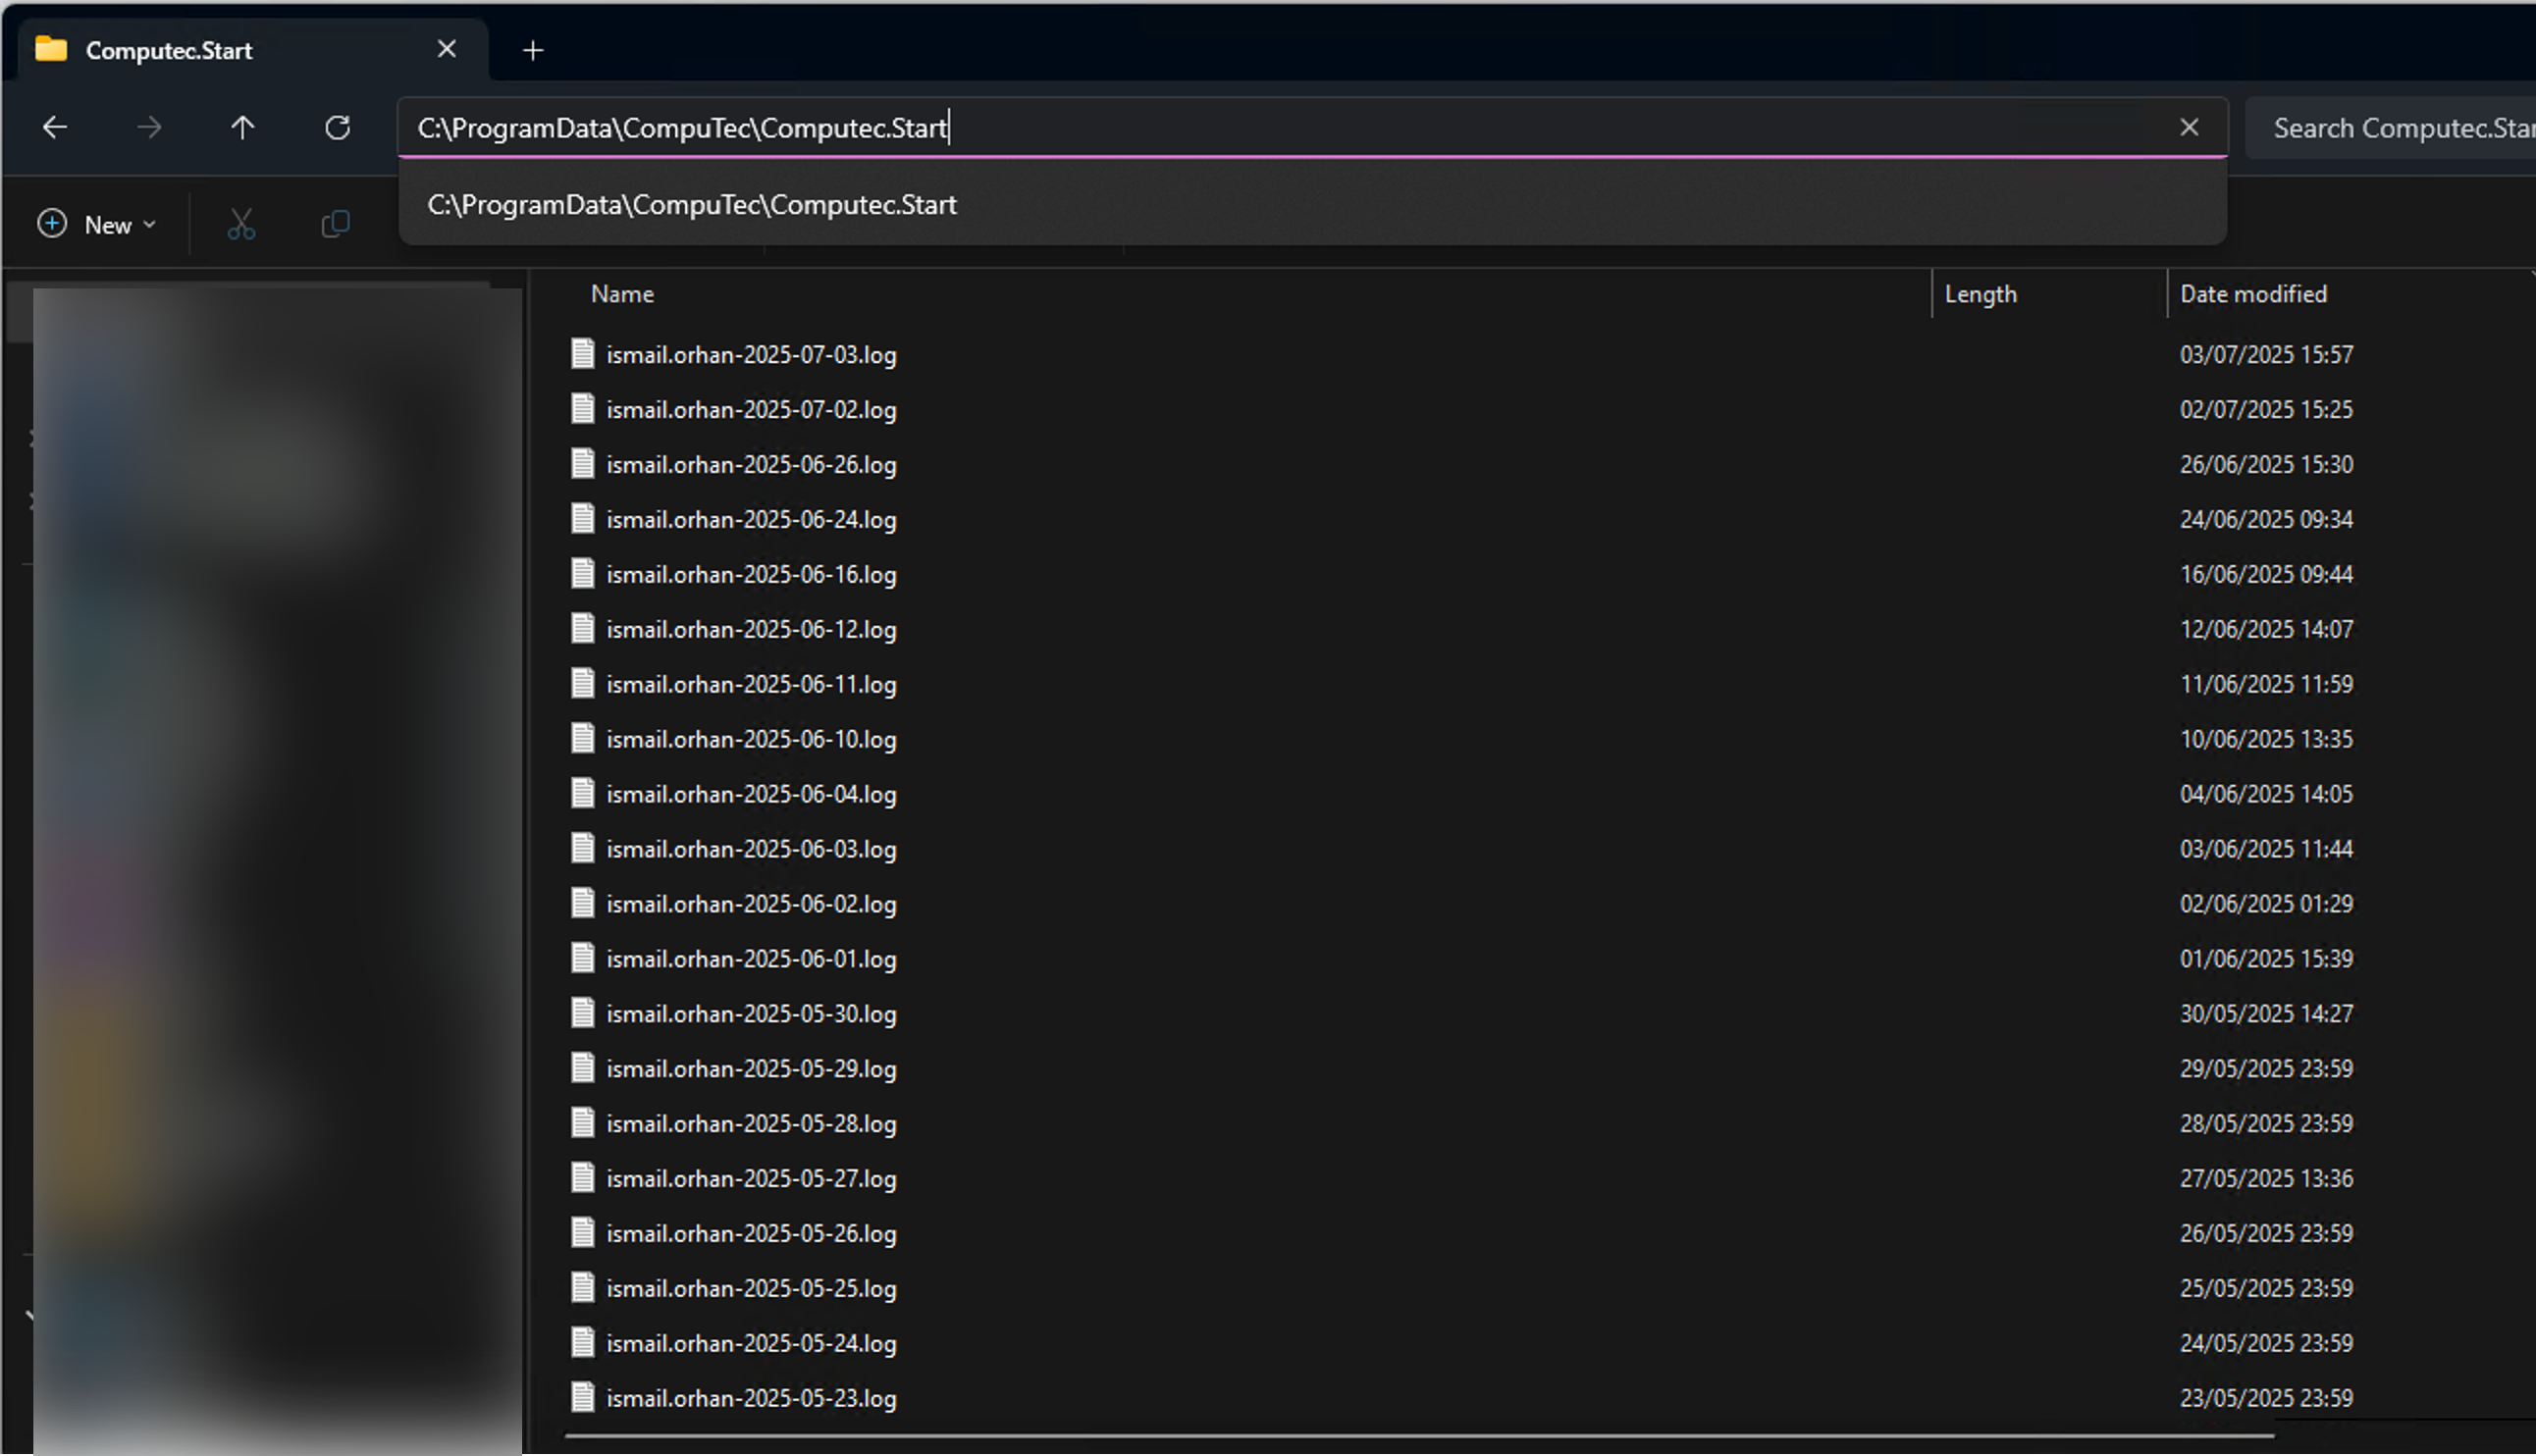 Computec.Start
C:\ProgramData\CompuTec\Computec.Start
Search Computec.Star
C:\ProgramData\CompuTec\Computec.Start
New
Name Length Date modified
ismail.orhan-2025-07-03.log 03/07/2025 15:57
ismail.orhan-2025-07-02.log 02/07/2025 15:25
ismail.orhan-2025-06-26.log 26/06/2025 15:30
ismail.orhan-2025-06-24.log 24/06/2025 09:34
ismail.orhan-2025-06-16.log 16/06/2025 09:44
ismail.orhan-2025-06-12.log 12/06/2025 14:07
ismail.orhan-2025-06-11.log 11/06/2025 11:59
ismail.orhan-2025-06-10.log 10/06/2025 13:35
ismail.orhan-2025-06-04.log 04/06/2025 14:05
ismail.orhan-2025-06-03.log 03/06/2025 11:44
ismail.orhan-2025-06-02.log 02/06/2025 01:29
ismail.orhan-2025-06-01.log 01/06/2025 15:39
ismail.orhan-2025-05-30.log 30/05/2025 14:27
ismail.orhan-2025-05-29.log 29/05/2025 23:59
ismail.orhan-2025-05-28.log 28/05/2025 23:59
ismail.orhan-2025-05-27.log 27/05/2025 13:36
ismail.orhan-2025-05-26.log 26/05/2025 23:59
ismail.orhan-2025-05-25.log 25/05/2025 23:59
ismail.orhan-2025-05-24.log 24/05/2025 23:59
ismail.orhan-2025-05-23.log 23/05/2025 23:59